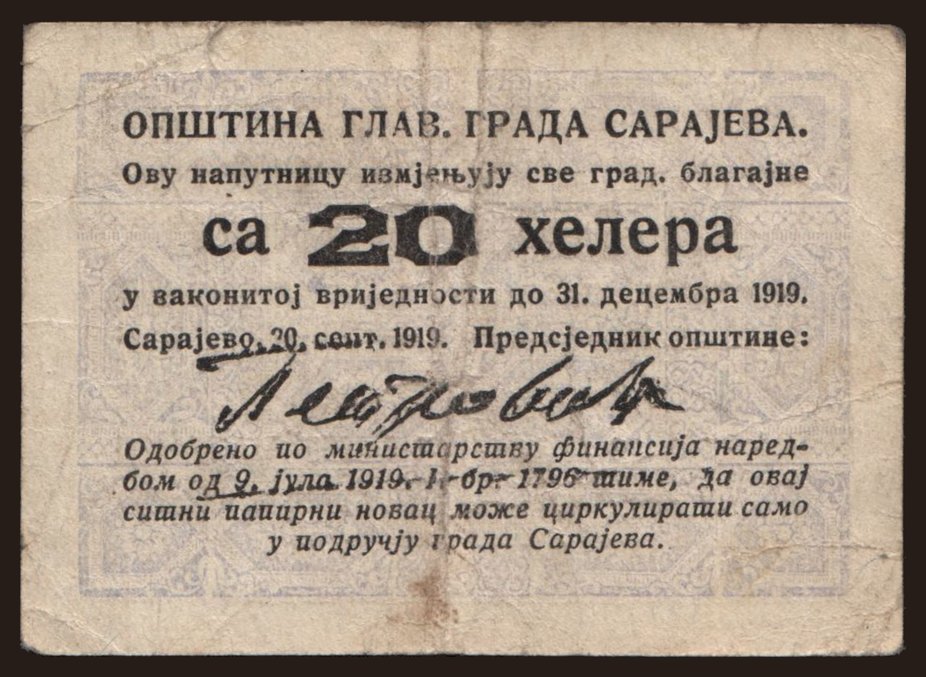 ОПШТИНА ГЛАВ. ГРАДА САРАЈЕВА.
Ову напутницу измјењују све град. благајне
са 20 хелера
у законитој вриједности до 31. децембра 1919.
Сарајево, 20. септ. 1919. Предсједник општине:
Петровић
Одобрено по министарству финансија наред-
бом од 9. јула 1919. І. бр. 1796 тиме, да овај
ситни папирни новац може циркулирати само
у подручју града Сарајева.